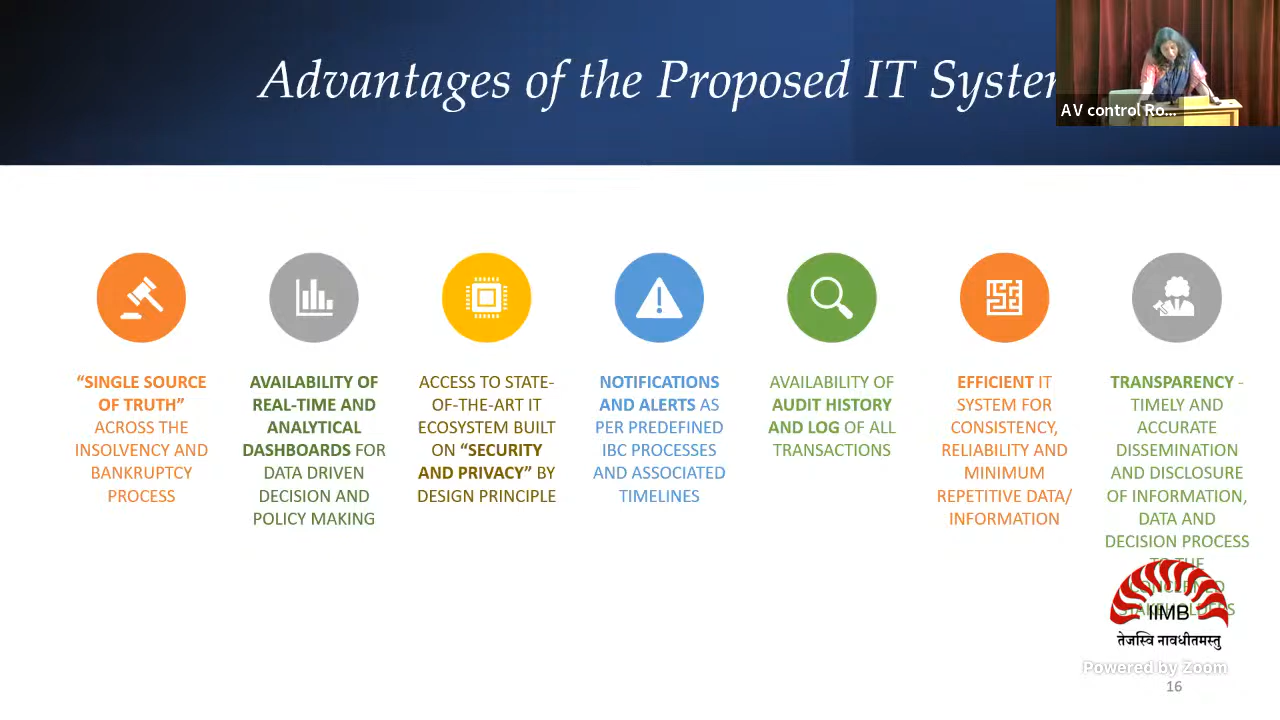 Advantages of the Proposed IT System
AV control Ro...
“SINGLE SOURCE
OF TRUTH”
ACROSS THE
INSOLVENCY AND
BANKRUPTCY
PROCESS
AVAILABILITY OF
REAL-TIME AND
ANALYTICAL
DASHBOARDS FOR
DATA DRIVEN
DECISION AND
POLICY MAKING
ACCESS TO STATE-
OF-THE-ART IT
ECOSYSTEM BUILT
ON “SECURITY
AND PRIVACY” BY
DESIGN PRINCIPLE
NOTIFICATIONS
AND ALERTS AS
PER PREDEFINED
IBC PROCESSES
AND ASSOCIATED
TIMELINES
AVAILABILITY OF
AUDIT HISTORY
AND LOG OF ALL
TRANSACTIONS
EFFICIENT IT
SYSTEM FOR
CONSISTENCY,
RELIABILITY AND
MINIMUM
REPETITIVE DATA/
INFORMATION
TRANSPARENCY -
TIMELY AND
ACCURATE
DISSEMINATION
AND DISCLOSURE
OF INFORMATION,
DATA AND
DECISION PROCESS
TO THE
STAKEHOLDERS
IIMB
तेजस्वि नावधीतमस्तु
Powered by Zoom
16